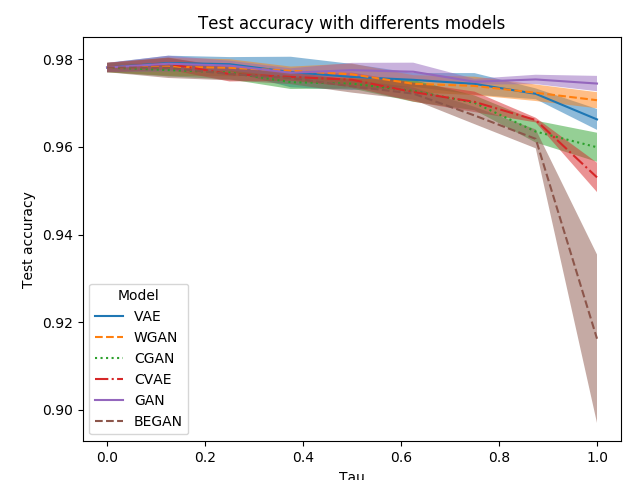 Test accuracy with differents models
Test accuracy
0.98
0.96
0.94
0.92
0.90
Model
VAE
WGAN
CGAN
CVAE
GAN
BEGAN
0.0 0.2 0.4 0.6 0.8 1.0
Tau